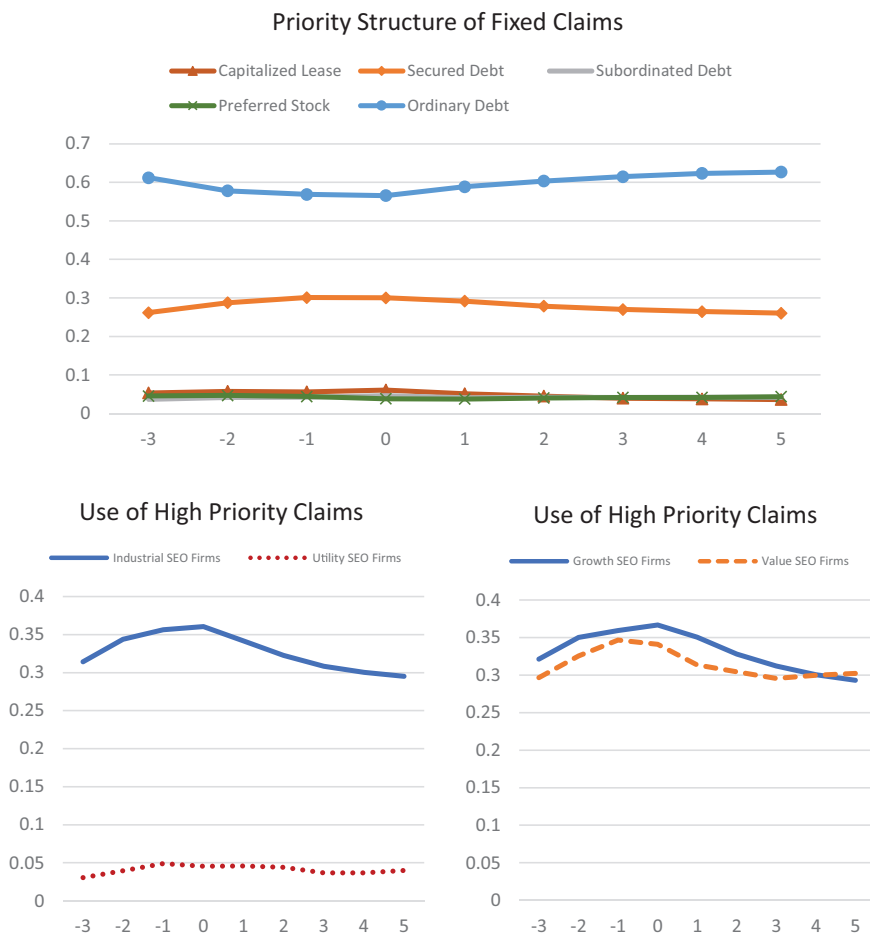 Priority Structure of Fixed Claims
Capitalized Lease Secured Debt Subordinated Debt
Preferred Stock Ordinary Debt
0.7
0.6
0.5
0.4
0.3
0.2
0.1
0
-3 -2 -1 0 1 2 3 4 5
Use of High Priority Claims
Industrial SEO Firms Utility SEO Firms
0.4
0.35
0.3
0.25
0.2
0.15
0.1
0.05
0
-3 -2 -1 0 1 2 3 4 5
Use of High Priority Claims
Growth SEO Firms Value SEO Firms
0.4
0.35
0.3
0.25
0.2
0.15
0.1
0.05
0
-3 -2 -1 0 1 2 3 4 5